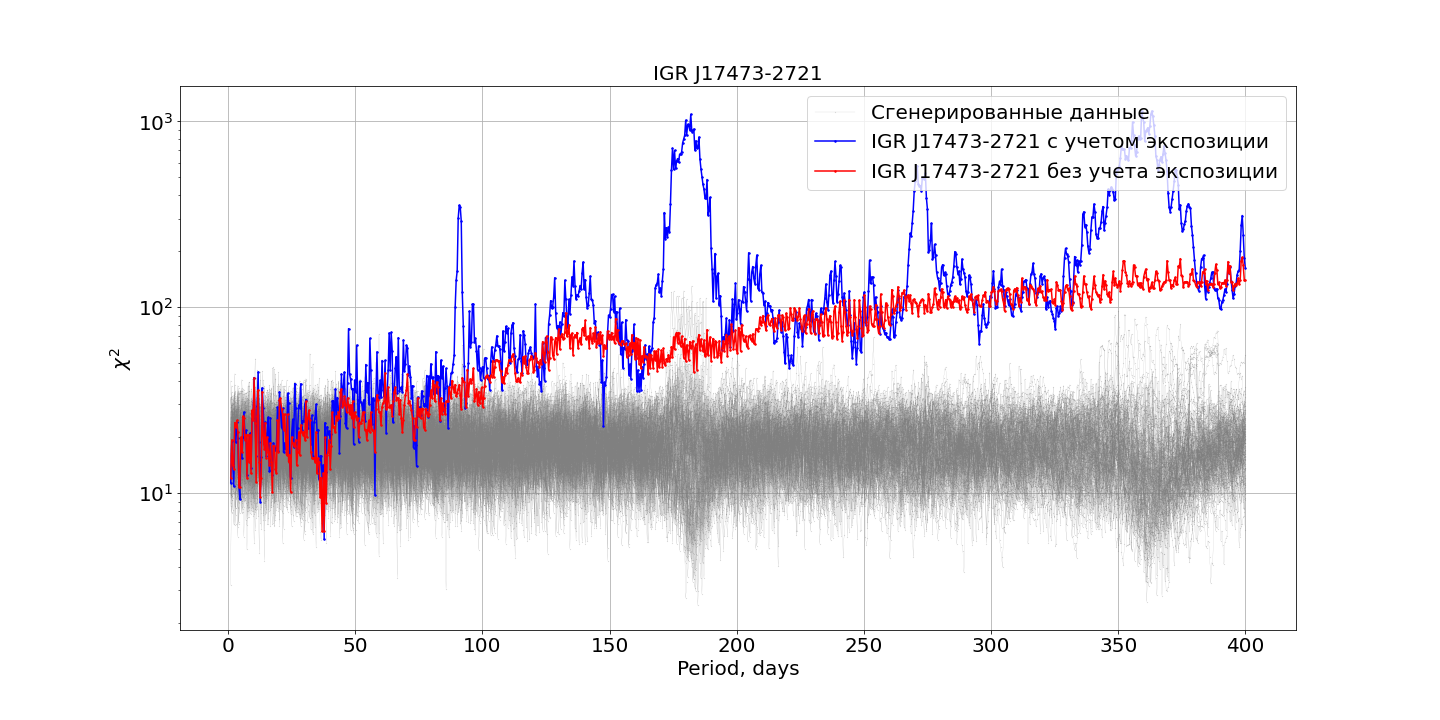 IGR J17473-2721
Сгенерированные данные
IGR J17473-2721 с учетом экспозиции
IGR J17473-2721 без учета экспозиции
10³
10²
10¹
χ²
0 50 100 150 200 250 300 350 400
Period, days